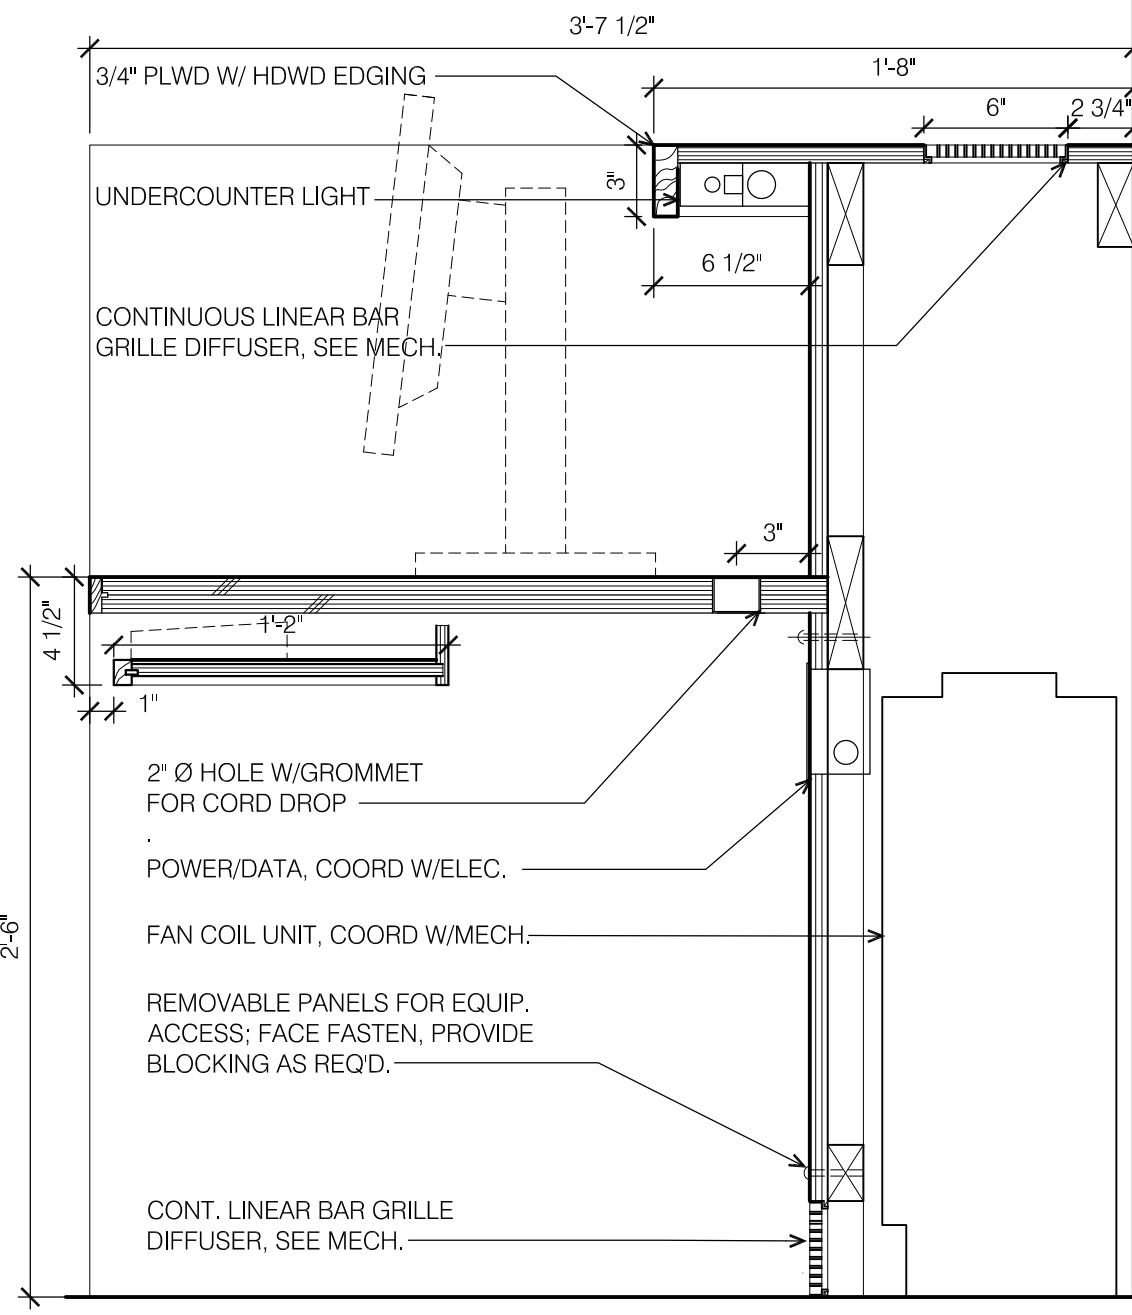 3'-7 1/2"
3/4" PLWD W/ HDWD EDGING
1'-8"
6"
2 3/4"
3"
UNDERCOUNTER LIGHT
6 1/2"
CONTINUOUS LINEAR BAR
GRILLE DIFFUSER, SEE MECH.
3"
4 1/2"
1'-2"
1"
2" Ø HOLE W/GROMMET
FOR CORD DROP
.
POWER/DATA, COORD W/ELEC.
2'-6"
FAN COIL UNIT, COORD W/MECH.
REMOVABLE PANELS FOR EQUIP.
ACCESS; FACE FASTEN, PROVIDE
BLOCKING AS REQ'D.
CONT. LINEAR BAR GRILLE
DIFFUSER, SEE MECH.